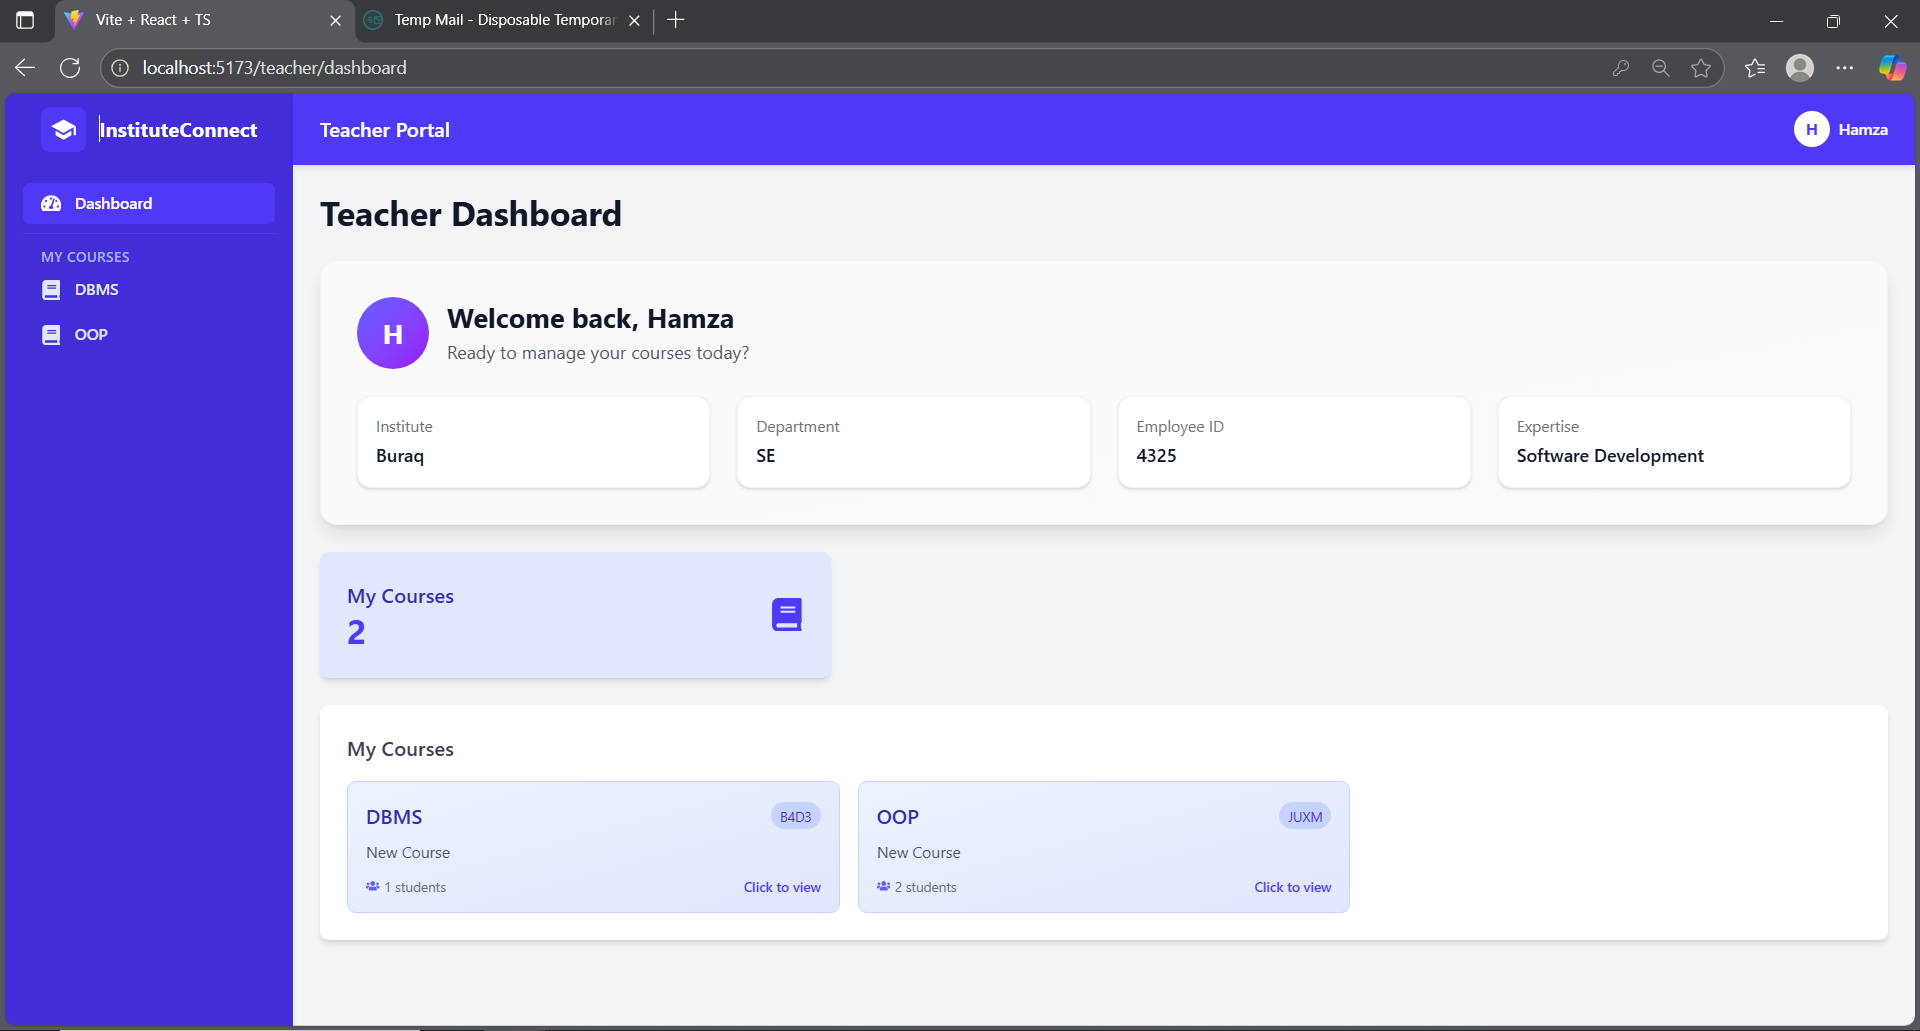 Vite + React + TS
Temp Mail - Disposable Temporar
localhost:5173/teacher/dashboard
InstituteConnect
Teacher Portal
H
Hamza
Dashboard
MY COURSES
DBMS
OOP
Teacher Dashboard
H
Welcome back, Hamza
Ready to manage your courses today?
Institute
Buraq
Department
SE
Employee ID
4325
Expertise
Software Development
My Courses
2
My Courses
DBMS
B4D3
New Course
1 students
Click to view
OOP
JUXM
New Course
2 students
Click to view